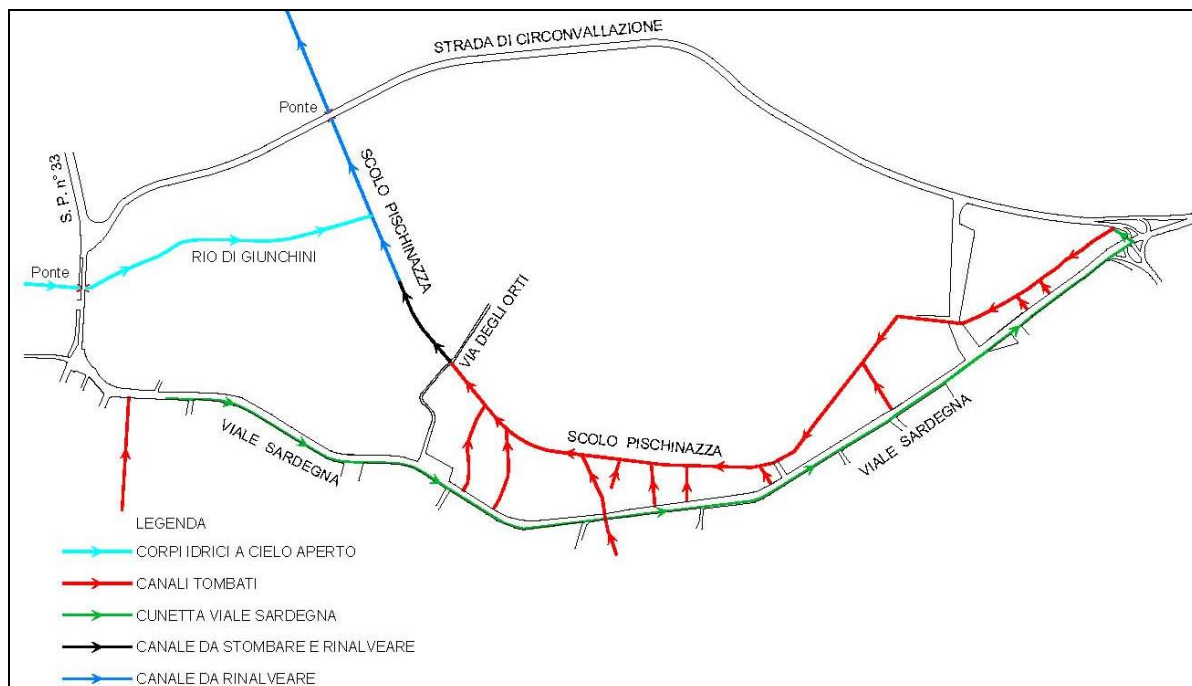 STRADA DI CIRCONVALLAZIONE
Ponte
S. P. n° 33
SCOLO PISCHINAZZA
RIO DI GIUNCHINI
Ponte
VIA DEGLI ORTI
VIALE SARDEGNA
SCOLO PISCHINAZZA
VIALE SARDEGNA
LEGENDA
CORPI IDRICI A CIELO APERTO
CANALI TOMBATI
CUNETTA VIALE SARDEGNA
CANALE DA STOMBARE E RINALVEARE
CANALE DA RINALVEARE